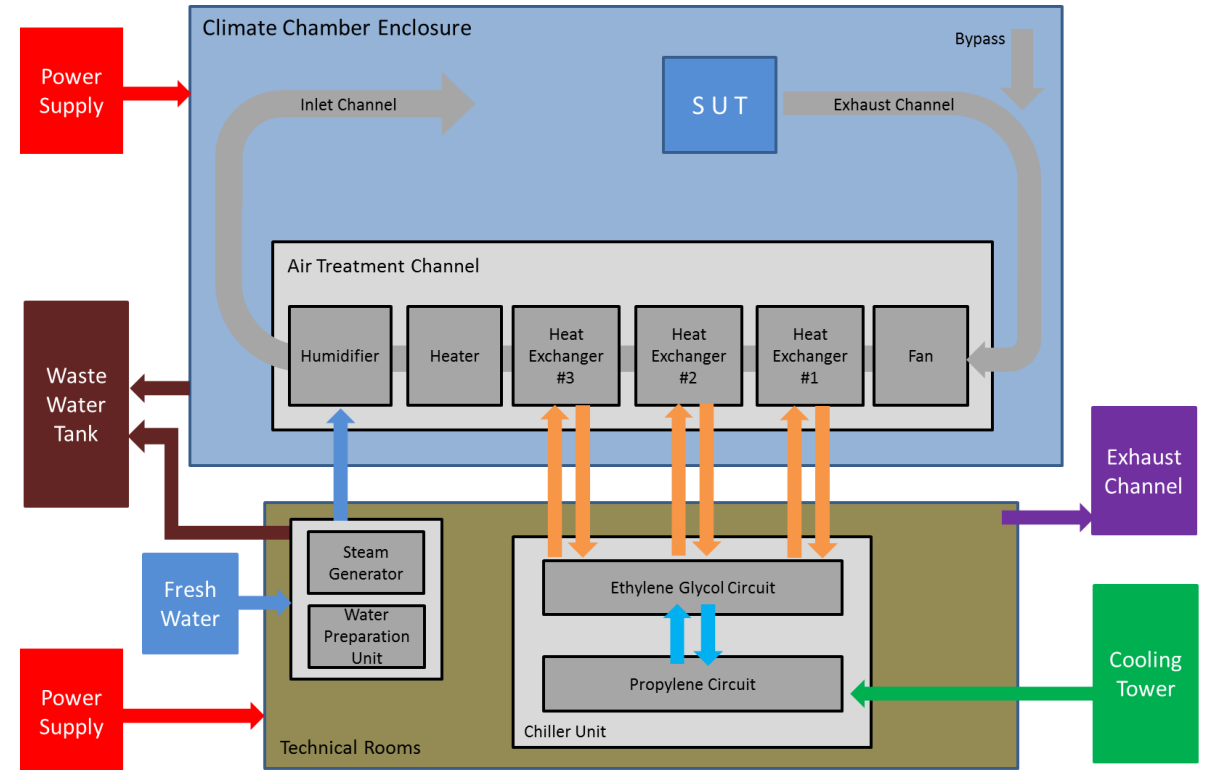 Climate Chamber Enclosure
Power
Supply
Bypass
Inlet Channel
S U T
Exhaust Channel
Air Treatment Channel
Humidifier
Heater
Heat
Exchanger
#3
Heat
Exchanger
#2
Heat
Exchanger
#1
Fan
Waste
Water
Tank
Exhaust
Channel
Steam
Generator
Water
Preparation
Unit
Fresh
Water
Ethylene Glycol Circuit
Propylene Circuit
Chiller Unit
Cooling
Tower
Power
Supply
Technical Rooms